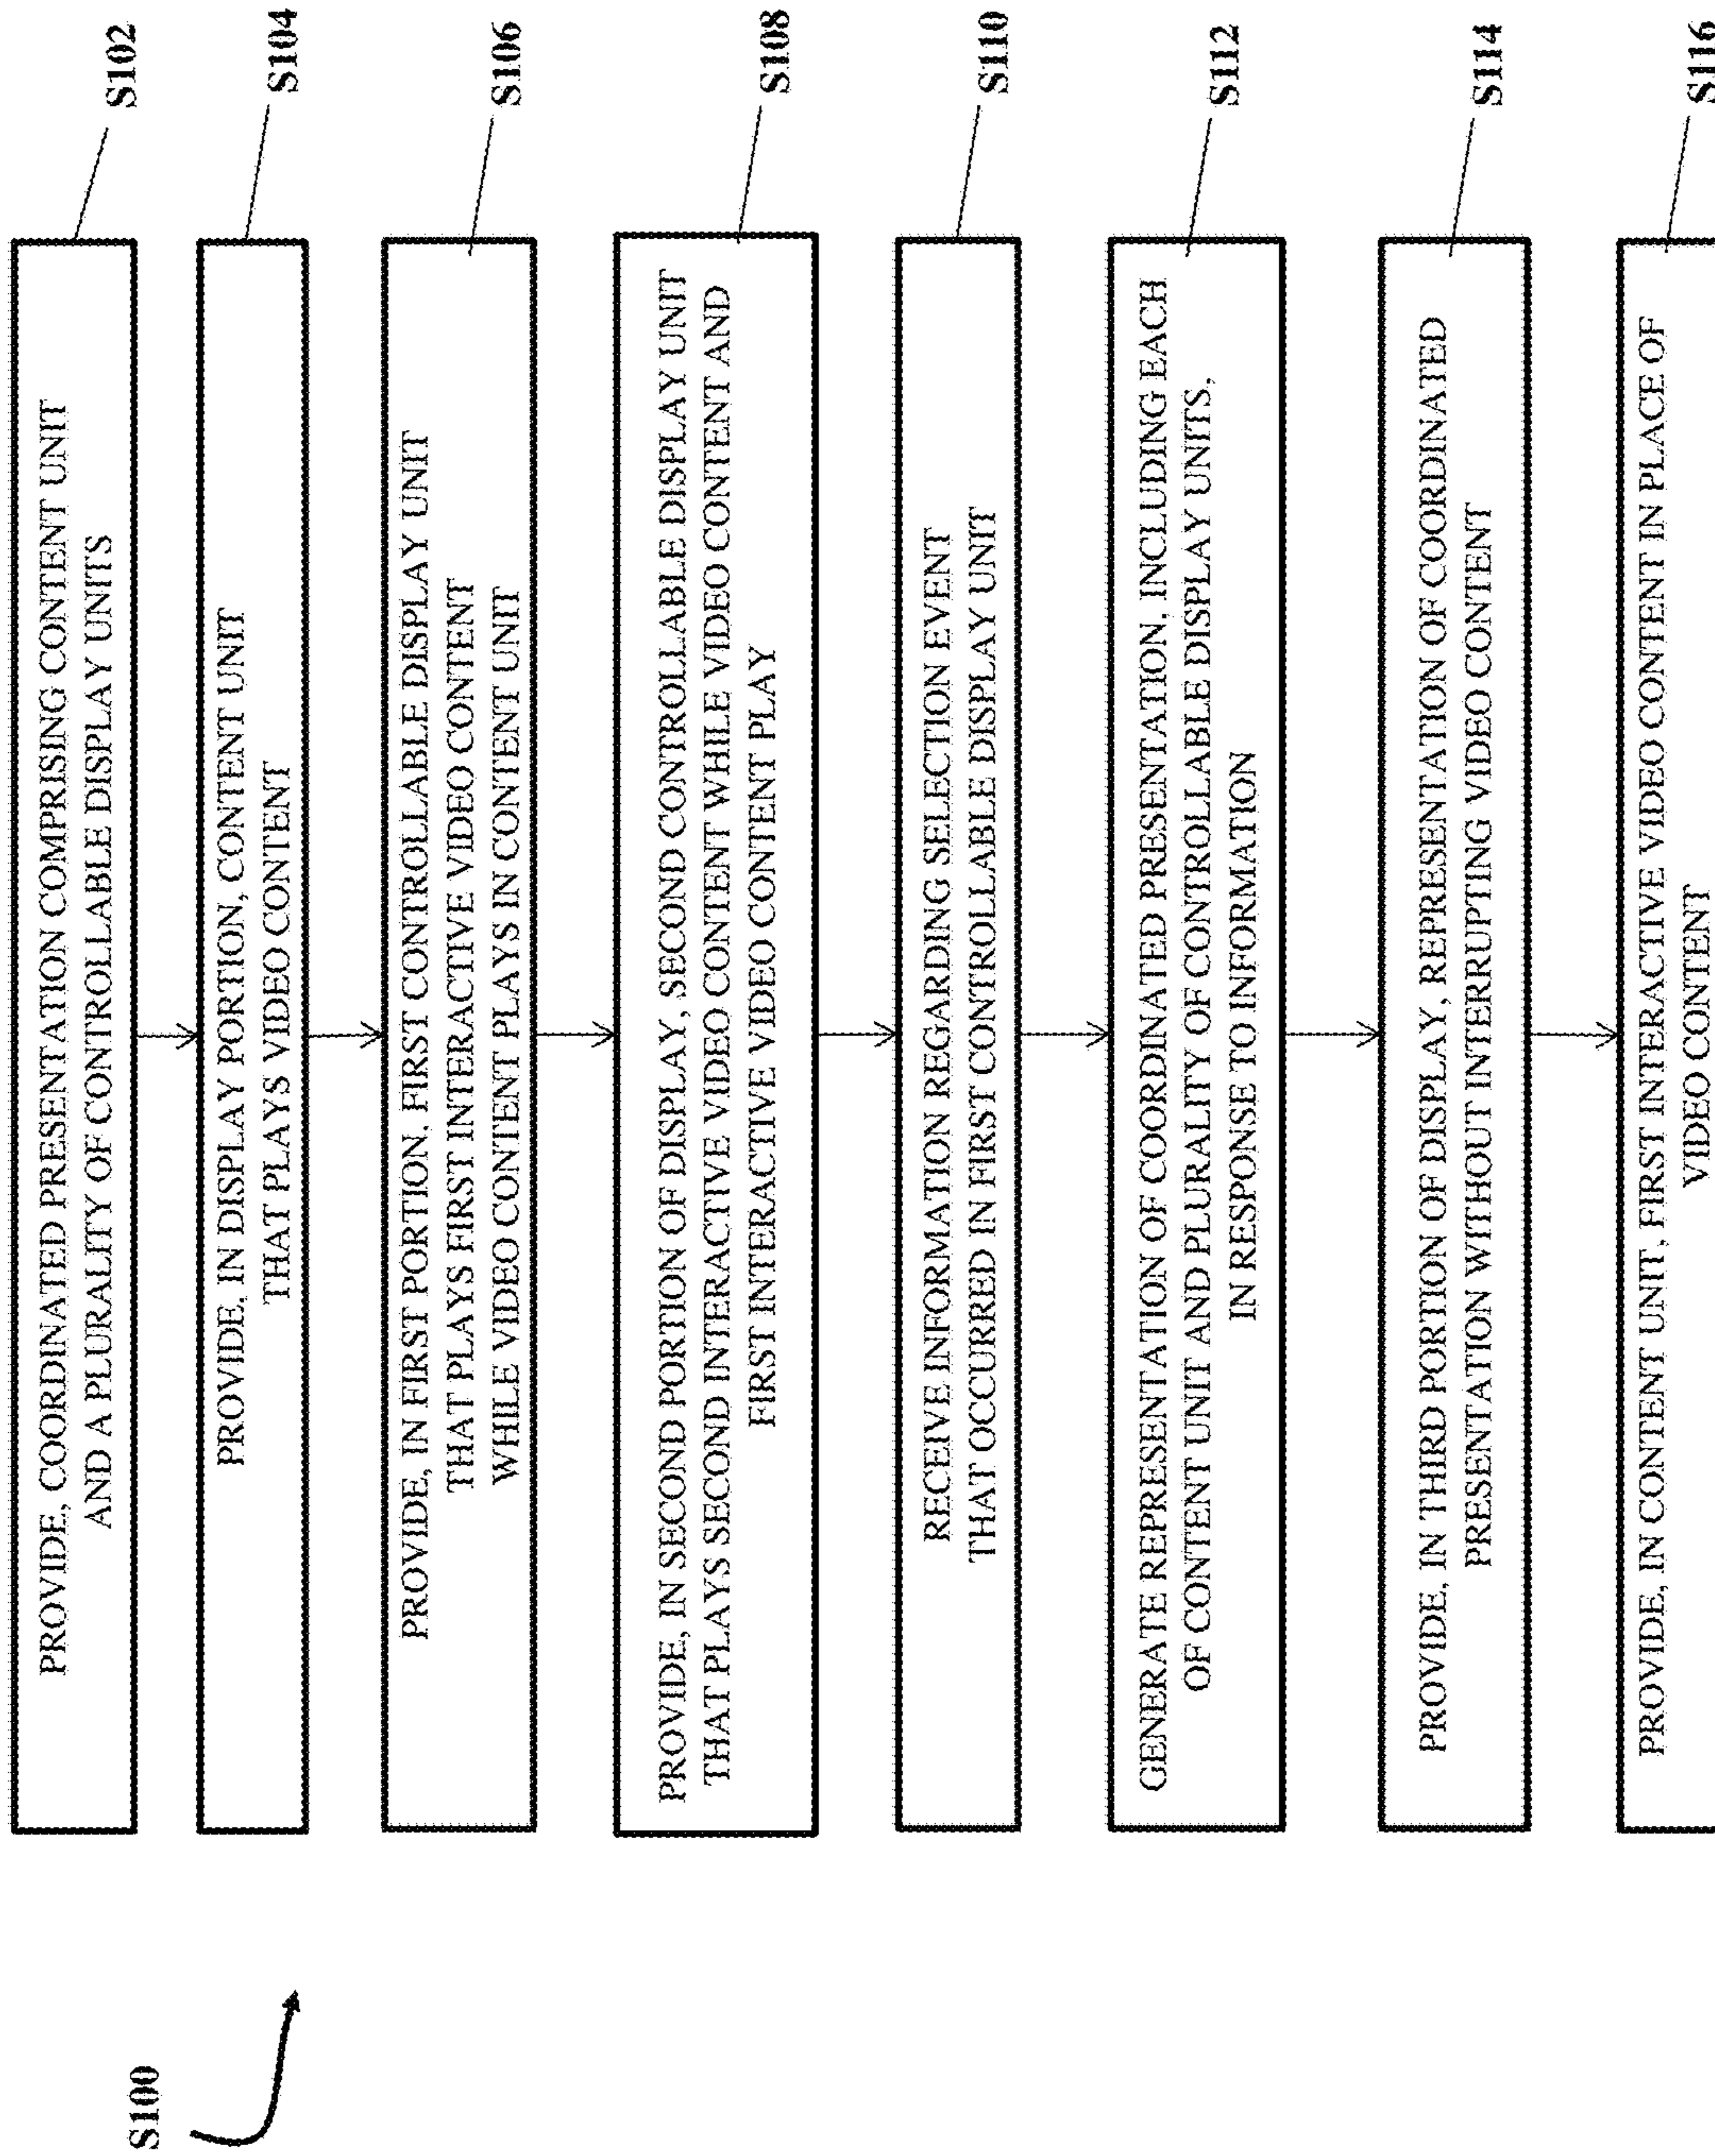 S100
PROVIDE, COORDINATED PRESENTATION COMPRISING CONTENT UNIT
AND A PLURALITY OF CONTROLLABLE DISPLAY UNITS
S102
PROVIDE, IN DISPLAY PORTION, CONTENT UNIT
THAT PLAYS VIDEO CONTENT
S104
PROVIDE, IN FIRST PORTION, FIRST CONTROLLABLE DISPLAY UNIT
THAT PLAYS FIRST INTERACTIVE VIDEO CONTENT
WHILE VIDEO CONTENT PLAYS IN CONTENT UNIT
S106
PROVIDE, IN SECOND PORTION OF DISPLAY, SECOND CONTROLLABLE DISPLAY UNIT
THAT PLAYS SECOND INTERACTIVE VIDEO CONTENT WHILE VIDEO CONTENT AND
FIRST INTERACTIVE VIDEO CONTENT PLAY
S108
RECEIVE INFORMATION REGARDING SELECTION EVENT
THAT OCCURRED IN FIRST CONTROLLABLE DISPLAY UNIT
S110
GENERATE REPRESENTATION OF COORDINATED PRESENTATION, INCLUDING EACH
OF CONTENT UNIT AND PLURALITY OF CONTROLLABLE DISPLAY UNITS,
IN RESPONSE TO INFORMATION
S112
PROVIDE, IN THIRD PORTION OF DISPLAY, REPRESENTATION OF COORDINATED
PRESENTATION WITHOUT INTERRUPTING VIDEO CONTENT
S114
PROVIDE, IN CONTENT UNIT, FIRST INTERACTIVE VIDEO CONTENT IN PLACE OF
VIDEO CONTENT
S116